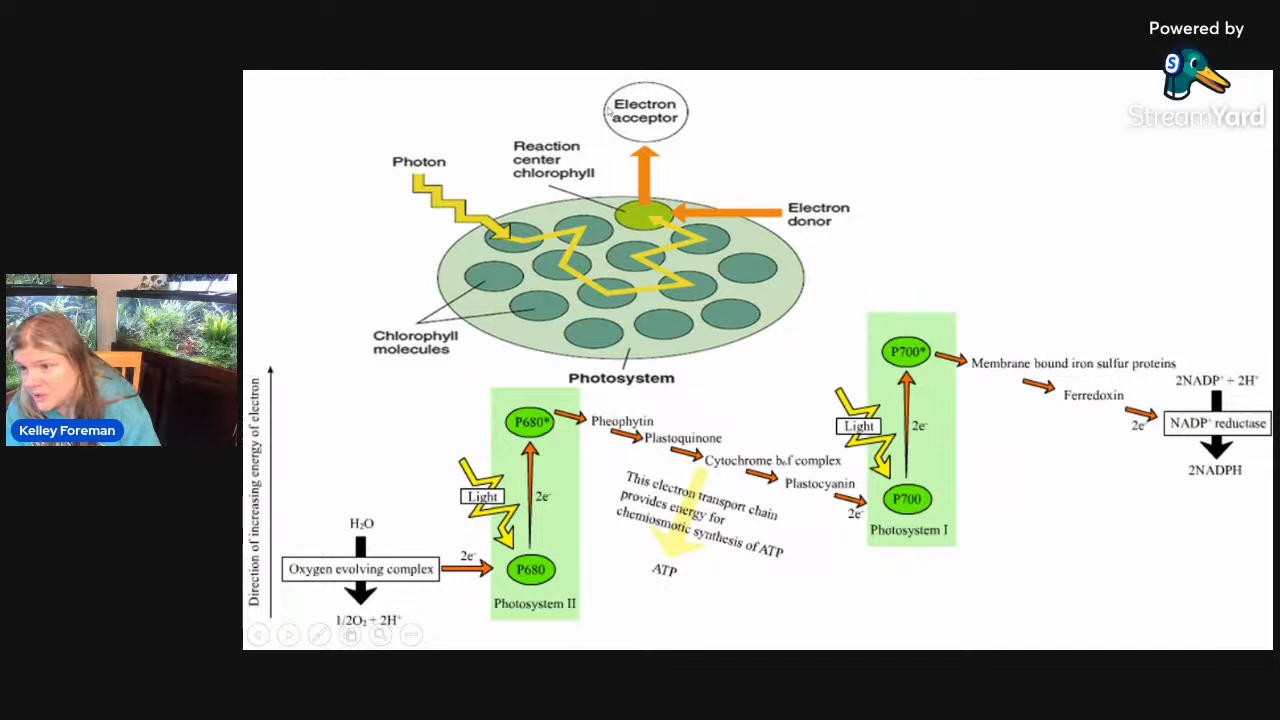 Powered by
S
StreamYard
Electron
acceptor
Reaction
center
chlorophyll
Photon
Electron
donor
Chlorophyll
molecules
Photosystem
Direction of increasing energy of electron
H₂O
Oxygen evolving complex
1/2O₂ + 2H⁺
2e⁻
Light
P680*
2e⁻
P680
Photosystem II
Pheophytin
Plastoquinone
Cytochrome b₆f complex
Plastocyanin
2e⁻
This electron transport chain
provides energy for
chemiosmotic synthesis of ATP
ATP
Light
P700*
2e⁻
P700
Photosystem I
Membrane bound iron sulfur proteins
Ferredoxin
2e⁻
2NADP⁺ + 2H⁺
NADP⁺ reductase
2NADPH
Kelley Foreman